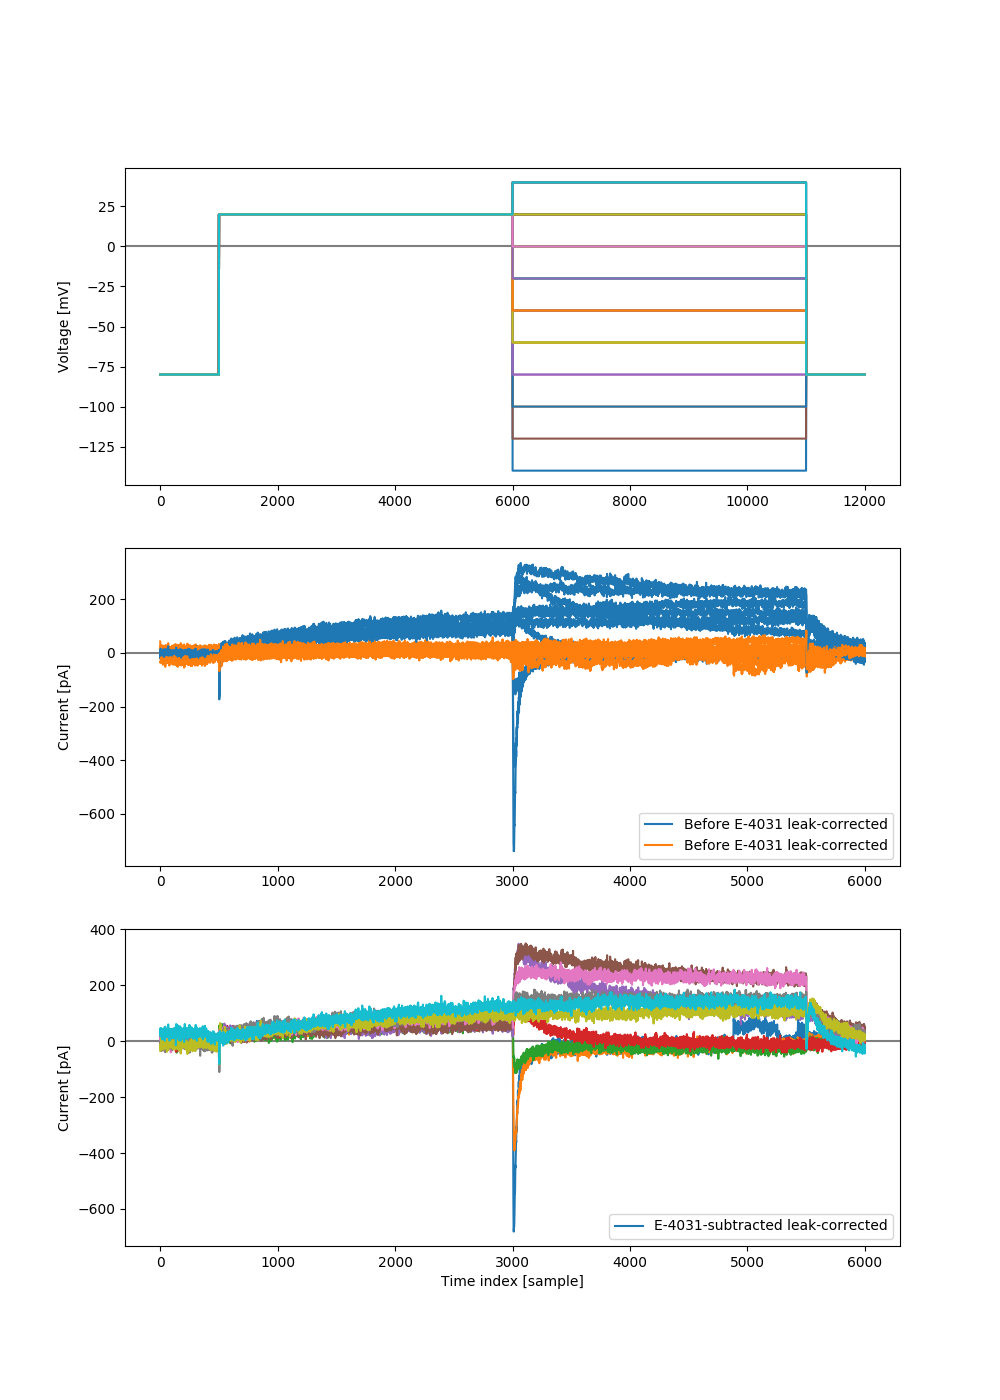 25
0
−25
−50
−75
−100
−125
Voltage [mV]
0 2000 4000 6000 8000 10000 12000
200
0
−200
−400
−600
Current [pA]
Before E-4031 leak-corrected
Before E-4031 leak-corrected
0 1000 2000 3000 4000 5000 6000
400
200
0
−200
−400
−600
Current [pA]
E-4031-subtracted leak-corrected
0 1000 2000 3000 4000 5000 6000
Time index [sample]